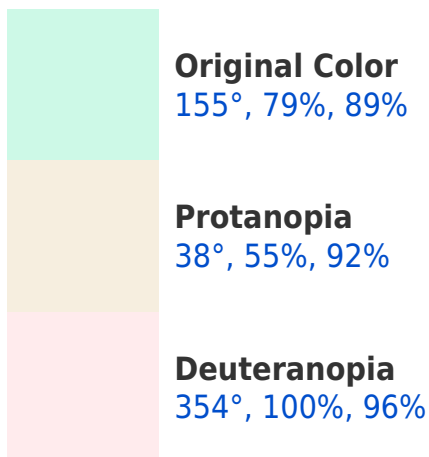 Original Color
155°, 79%, 89%
Protanopia
38°, 55%, 92%
Deuteranopia
354°, 100%, 96%